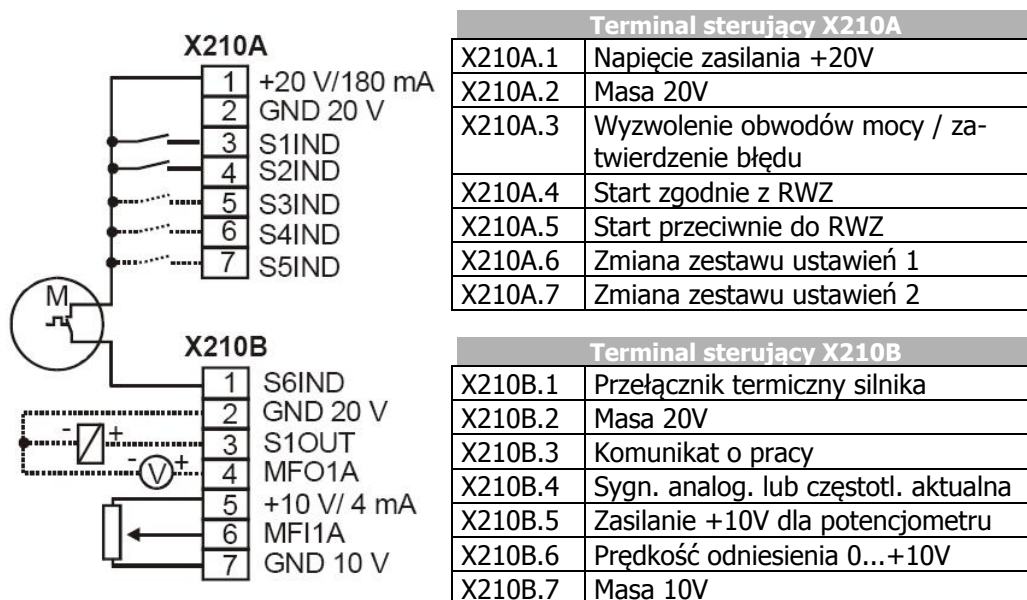 X210A
1 +20 V/180 mA
2 GND 20 V
3 S1IND
4 S2IND
5 S3IND
6 S4IND
7 S5IND
M
X210B
1 S6IND
2 GND 20 V
- + 3 S1OUT
- V + 4 MFO1A
5 +10 V/ 4 mA
6 MFI1A
7 GND 10 V
Terminal sterujący X210A
X210A.1 Napięcie zasilania +20V
X210A.2 Masa 20V
X210A.3 Wyzwolenie obwodów mocy / za-
twierdzenie błędu
X210A.4 Start zgodnie z RWZ
X210A.5 Start przeciwnie do RWZ
X210A.6 Zmiana zestawu ustawień 1
X210A.7 Zmiana zestawu ustawień 2
Terminal sterujący X210B
X210B.1 Przełącznik termiczny silnika
X210B.2 Masa 20V
X210B.3 Komunikat o pracy
X210B.4 Sygn. analog. lub częstotl. aktualna
X210B.5 Zasilanie +10V dla potencjometru
X210B.6 Prędkość odniesienia 0...+10V
X210B.7 Masa 10V